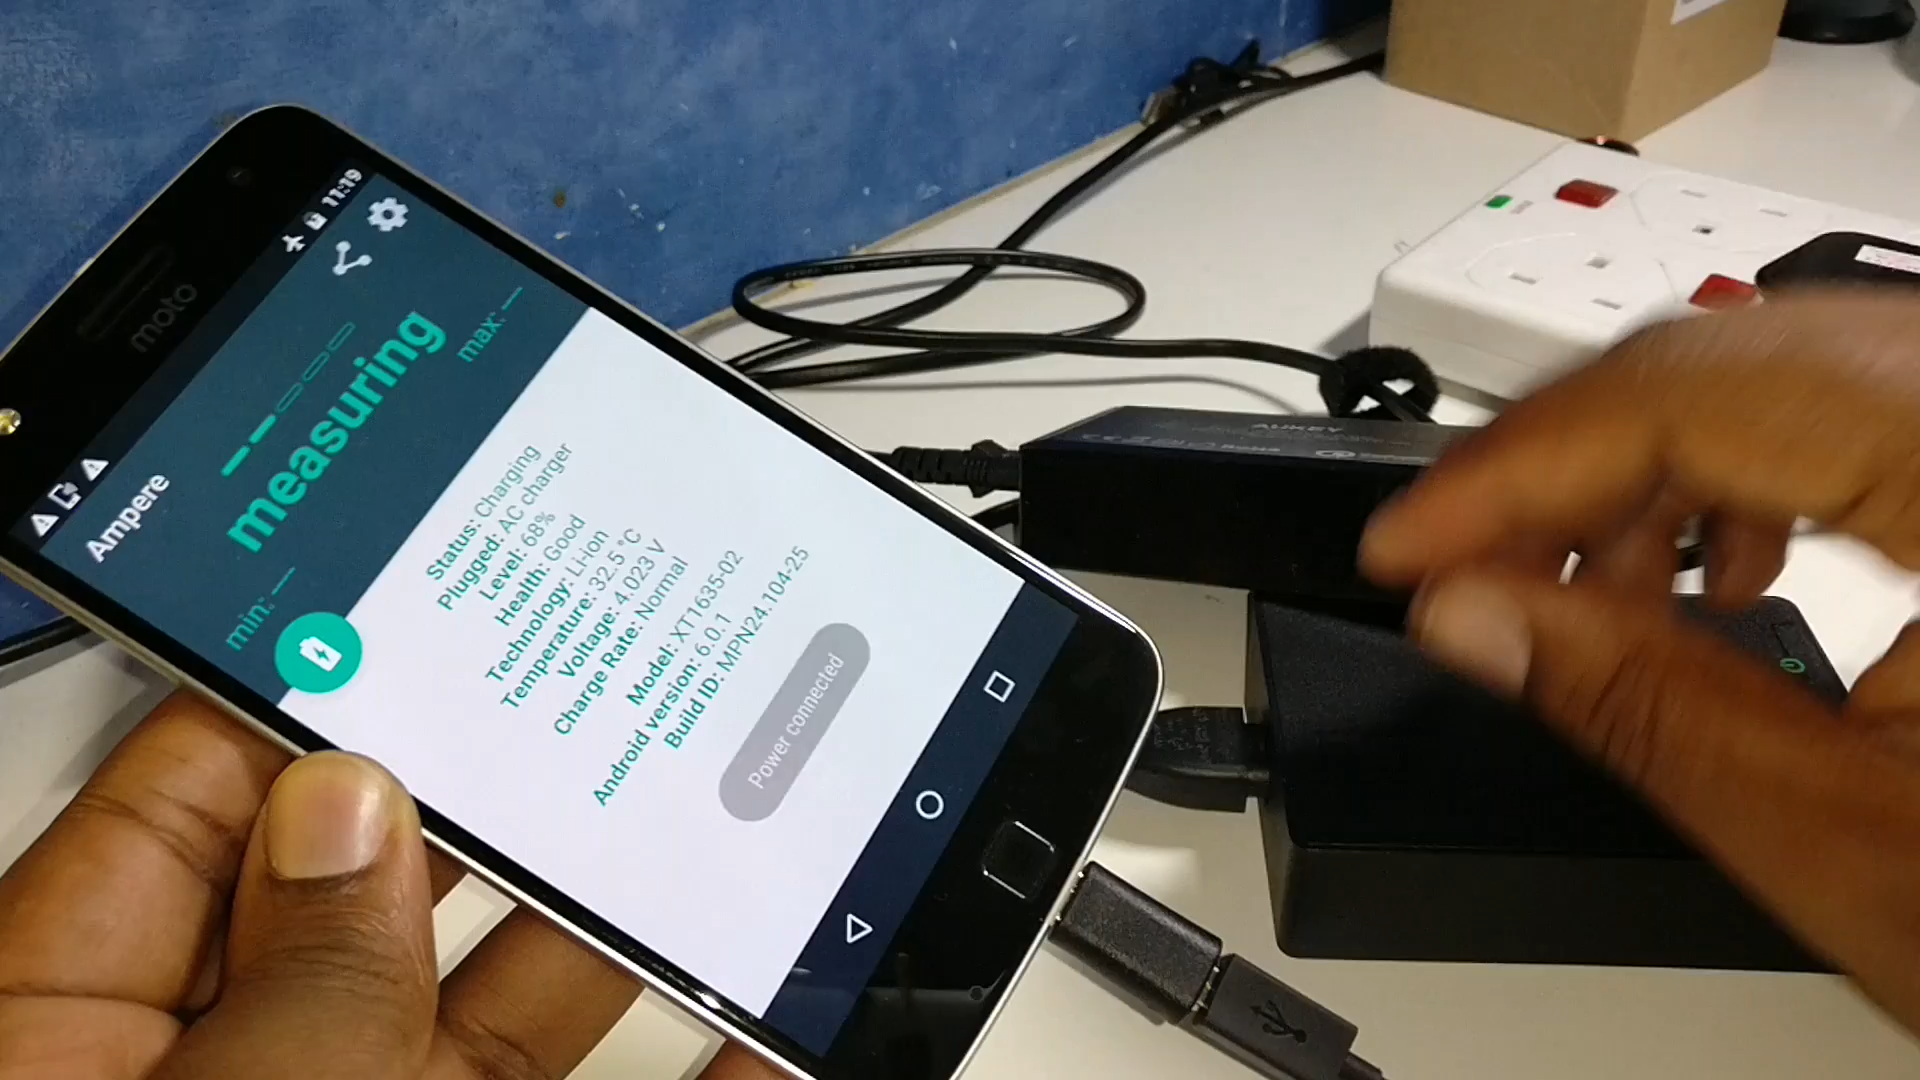 moto
11:19
Ampere
measuring
min: —
max: —
Status: Charging
Plugged: AC charger
Level: 68%
Health: Good
Technology: Li-ion
Temperature: 32.5 °C
Voltage: 4.023 V
Charge Rate: Normal
Model: XT1635-02
Android version: 6.0.1
Build ID: MPN24.104-25
Power connected
AUKEY